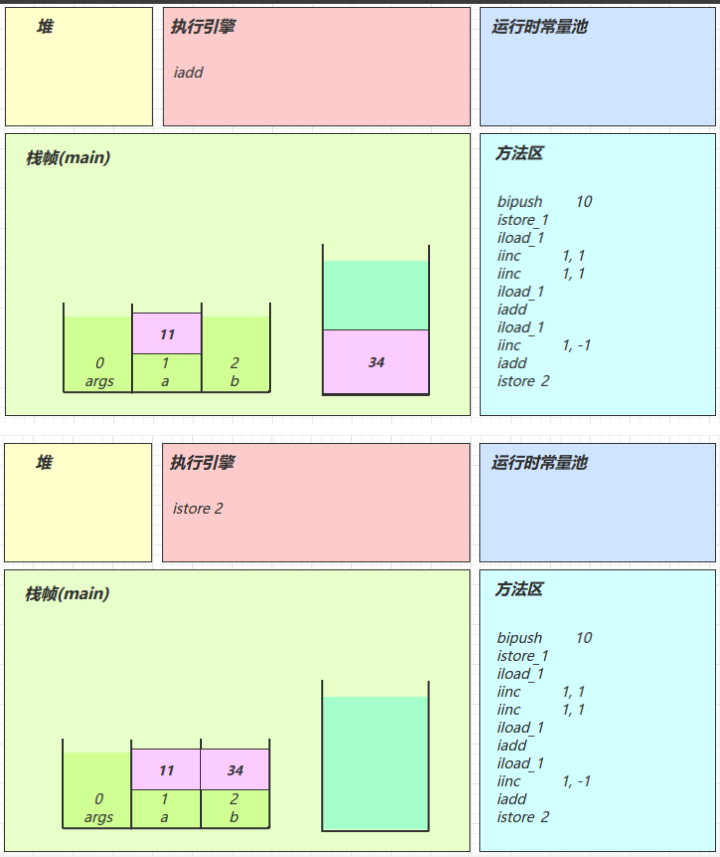 堆
执行引擎
iadd
运行时常量池
栈帧(main)
11
0
1
2
args
a
b
34
方法区
bipush 10
istore_1
iload_1
iinc 1, 1
iinc 1, 1
iload_1
iadd
iload_1
iinc 1, -1
iadd
istore 2
堆
执行引擎
istore 2
运行时常量池
栈帧(main)
11 34
0 1 2
args a b
方法区
bipush 10
istore_1
iload_1
iinc 1, 1
iinc 1, 1
iload_1
iadd
iload_1
iinc 1, -1
iadd
istore 2